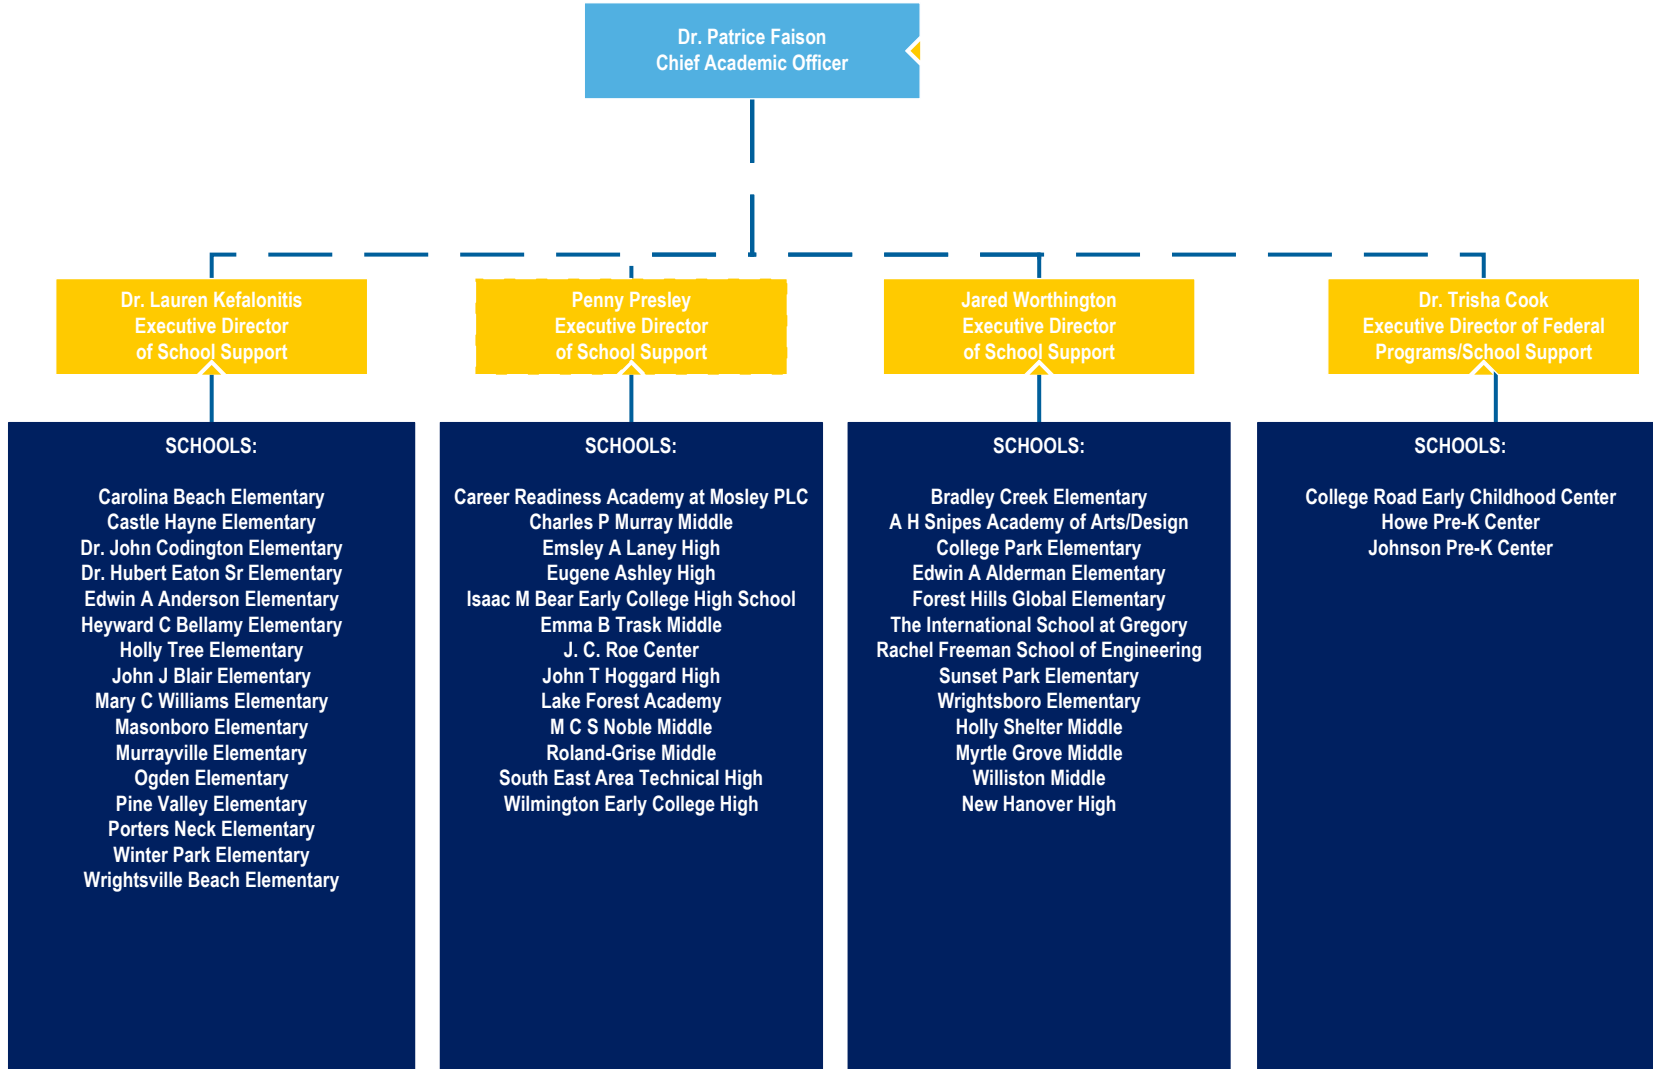 Dr. Patrice Faison
Chief Academic Officer
Dr. Lauren Kefalonitis
Executive Director
of School Support
Penny Presley
Executive Director
of School Support
Jared Worthington
Executive Director
of School Support
Dr. Trisha Cook
Executive Director of Federal
Programs/School Support
SCHOOLS:
Carolina Beach Elementary
Castle Hayne Elementary
Dr. John Codington Elementary
Dr. Hubert Eaton Sr Elementary
Edwin A Anderson Elementary
Heyward C Bellamy Elementary
Holly Tree Elementary
John J Blair Elementary
Mary C Williams Elementary
Masonboro Elementary
Murrayville Elementary
Ogden Elementary
Pine Valley Elementary
Porters Neck Elementary
Winter Park Elementary
Wrightsville Beach Elementary
SCHOOLS:
Career Readiness Academy at Mosley PLC
Charles P Murray Middle
Emsley A Laney High
Eugene Ashley High
Isaac M Bear Early College High School
Emma B Trask Middle
J. C. Roe Center
John T Hoggard High
Lake Forest Academy
M C S Noble Middle
Roland-Grise Middle
South East Area Technical High
Wilmington Early College High
SCHOOLS:
Bradley Creek Elementary
A H Snipes Academy of Arts/Design
College Park Elementary
Edwin A Alderman Elementary
Forest Hills Global Elementary
The International School at Gregory
Rachel Freeman School of Engineering
Sunset Park Elementary
Wrightsboro Elementary
Holly Shelter Middle
Myrtle Grove Middle
Williston Middle
New Hanover High
SCHOOLS:
College Road Early Childhood Center
Howe Pre-K Center
Johnson Pre-K Center